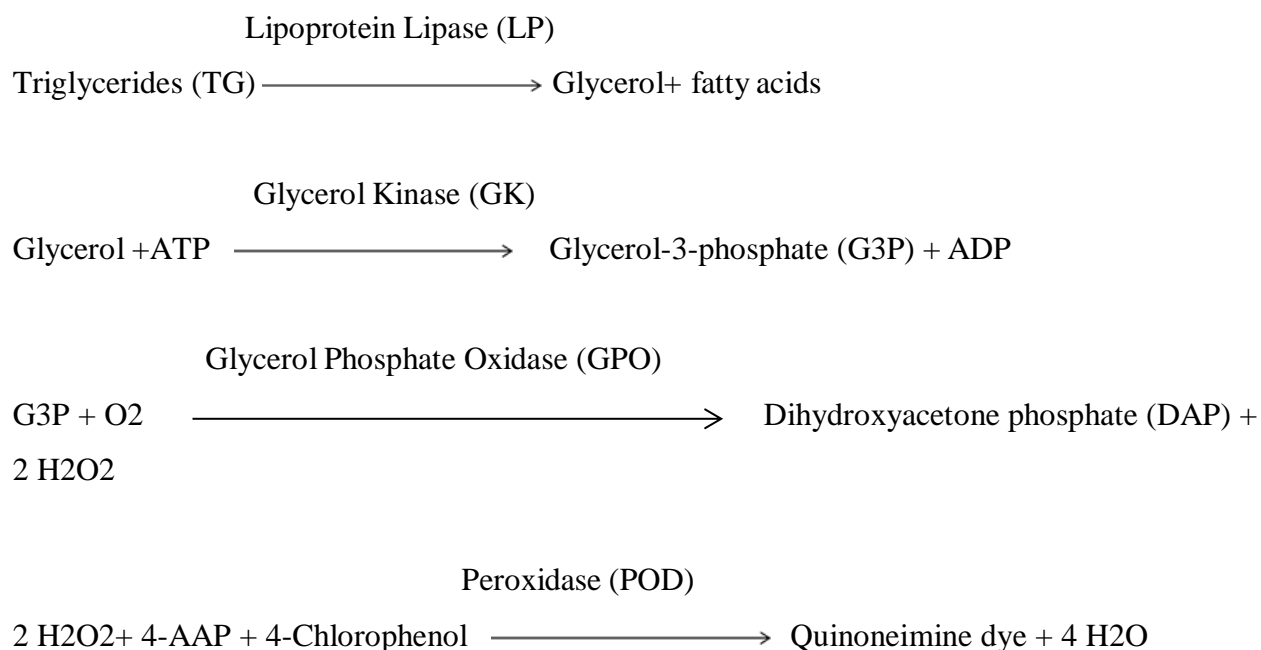 Lipoprotein Lipase (LP)
Triglycerides (TG) ⟶ Glycerol+ fatty acids
Glycerol Kinase (GK)
Glycerol +ATP ⟶ Glycerol-3-phosphate (G3P) + ADP
Glycerol Phosphate Oxidase (GPO)
G3P + O2 ⟶ Dihydroxyacetone phosphate (DAP) +
2 H2O2
Peroxidase (POD)
2 H2O2+ 4-AAP + 4-Chlorophenol ⟶ Quinoneimine dye + 4 H2O